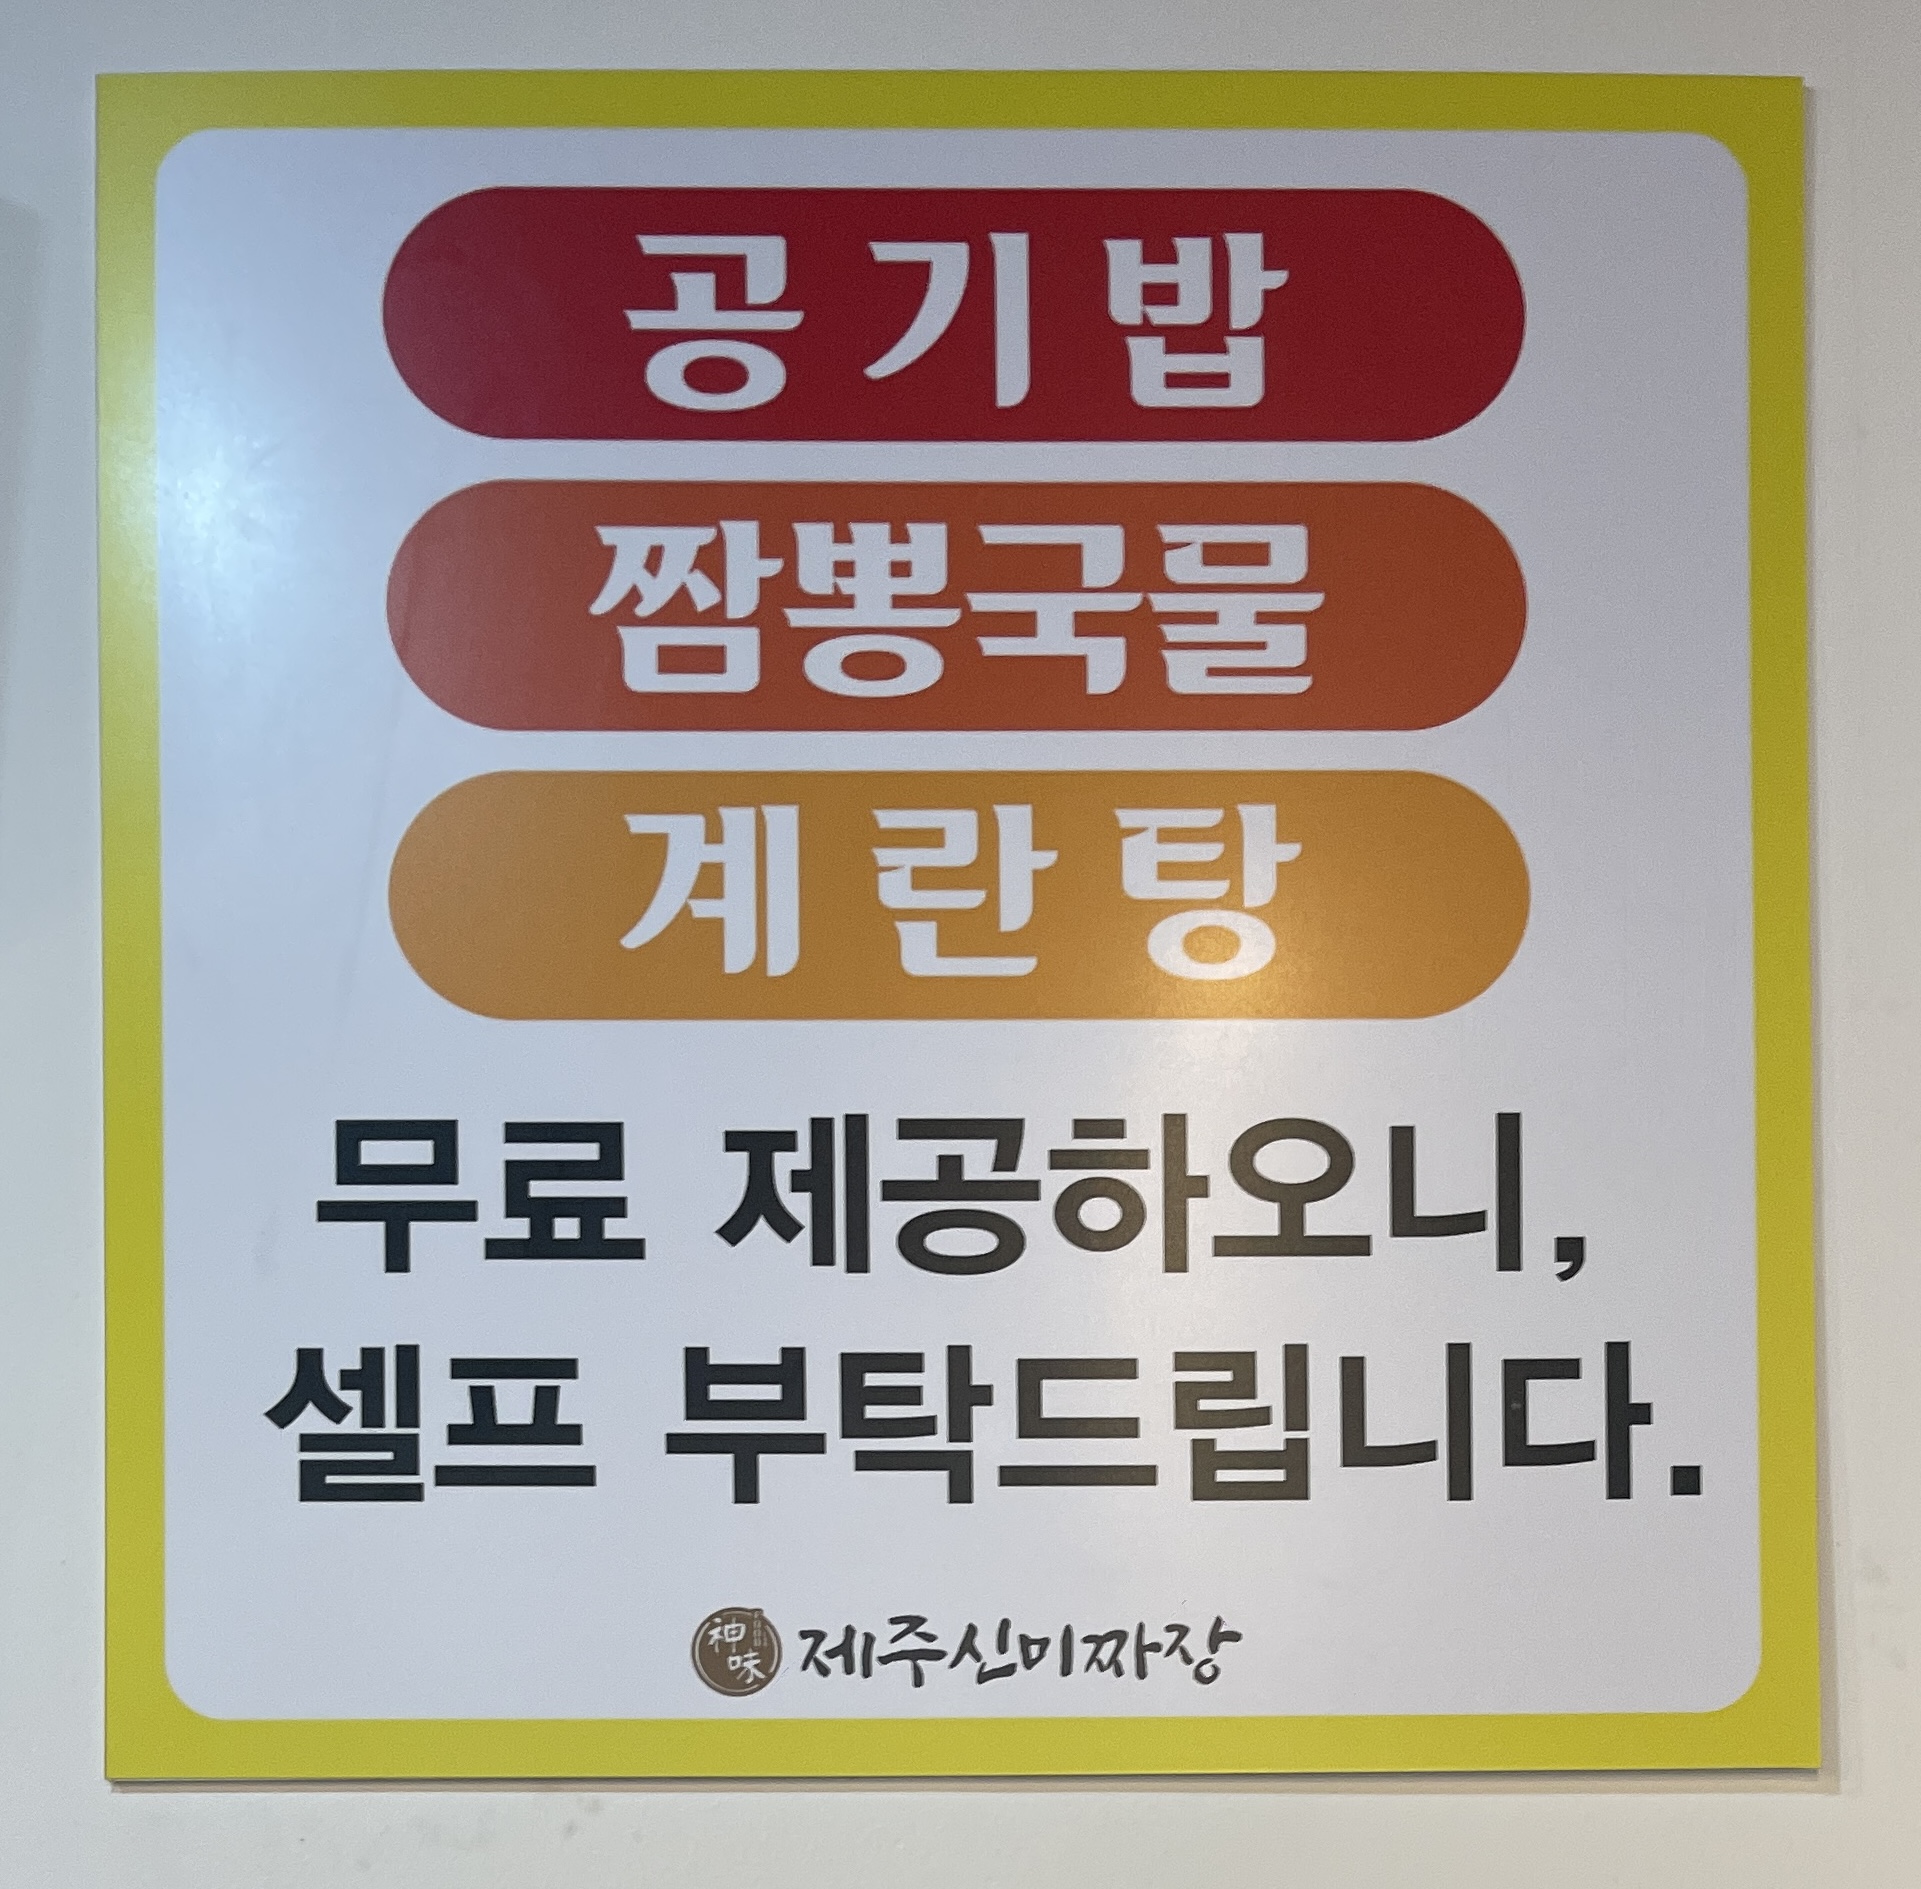 공기밥
짬뽕국물
계란탕
무료 제공하오니,
셀프 부탁드립니다.
神味 제주신미짜장